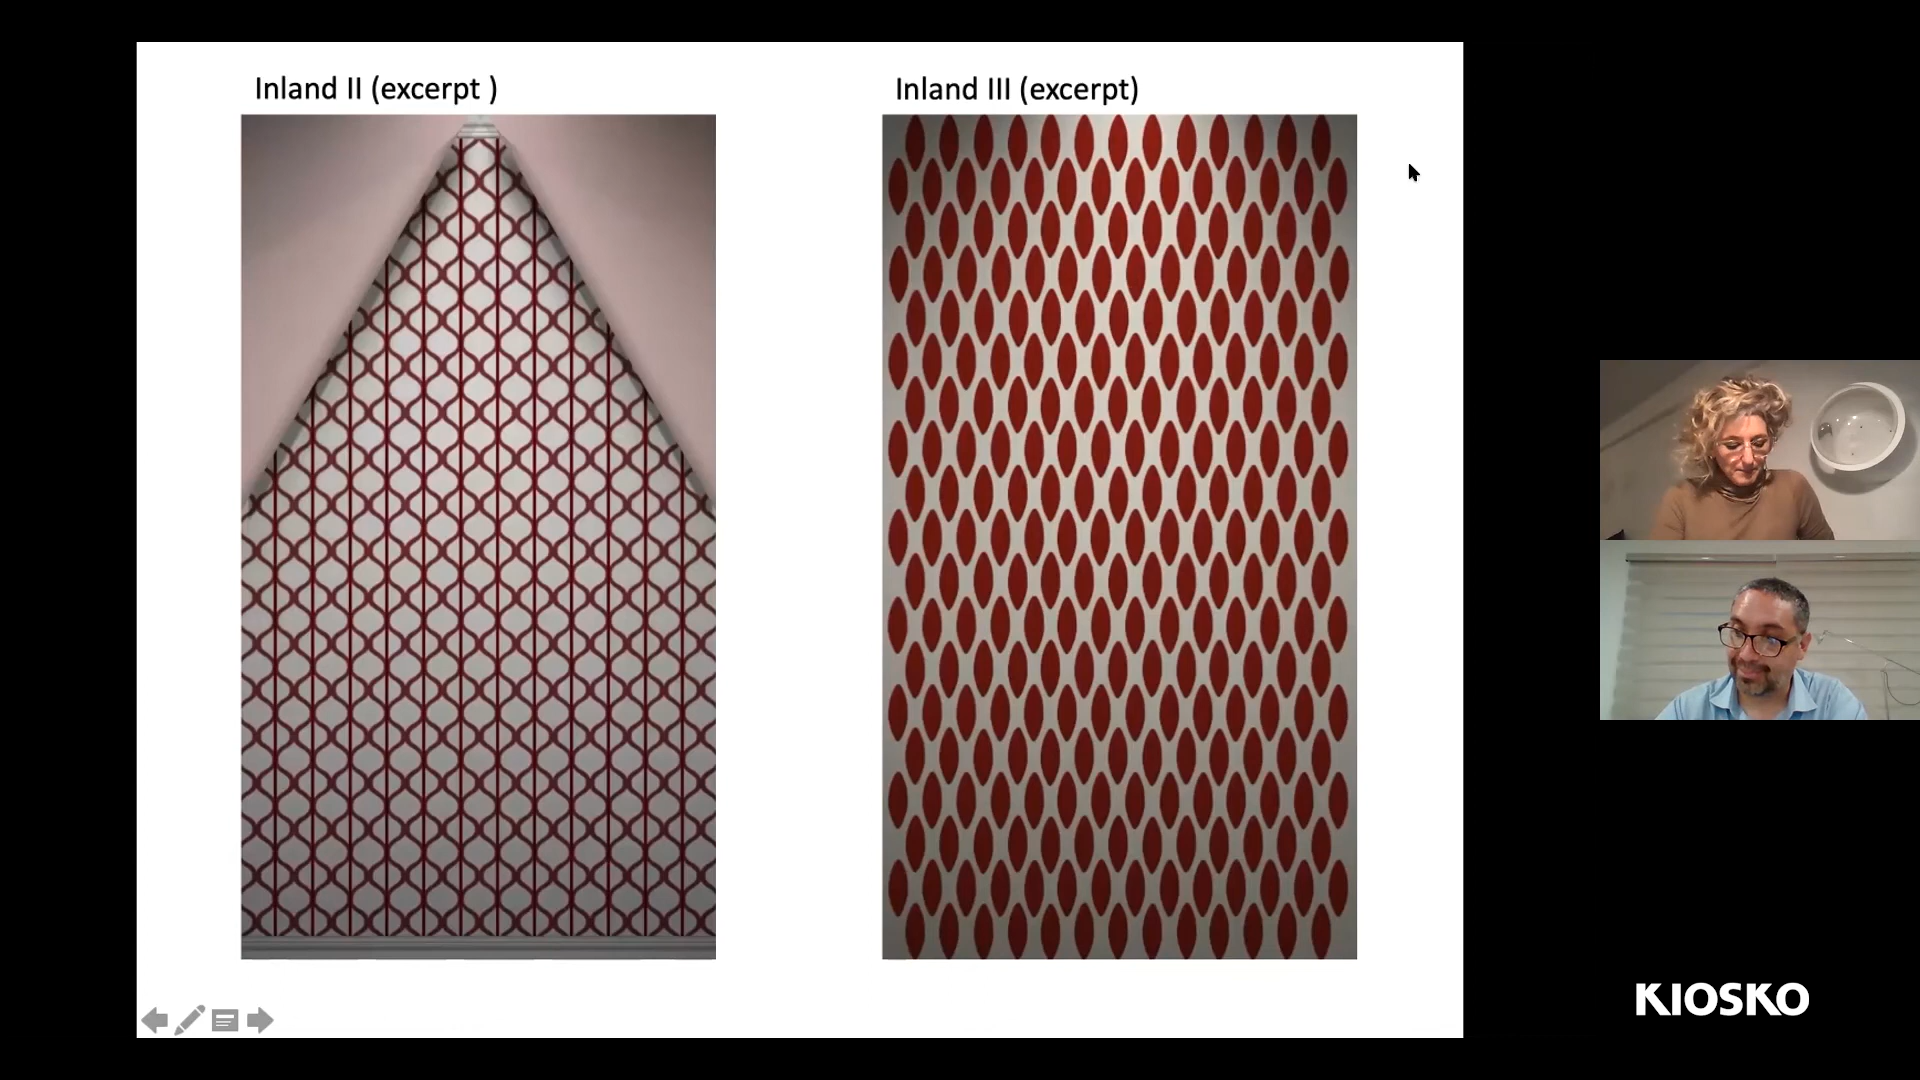 Inland II (excerpt )
Inland III (excerpt)
KIOSKO